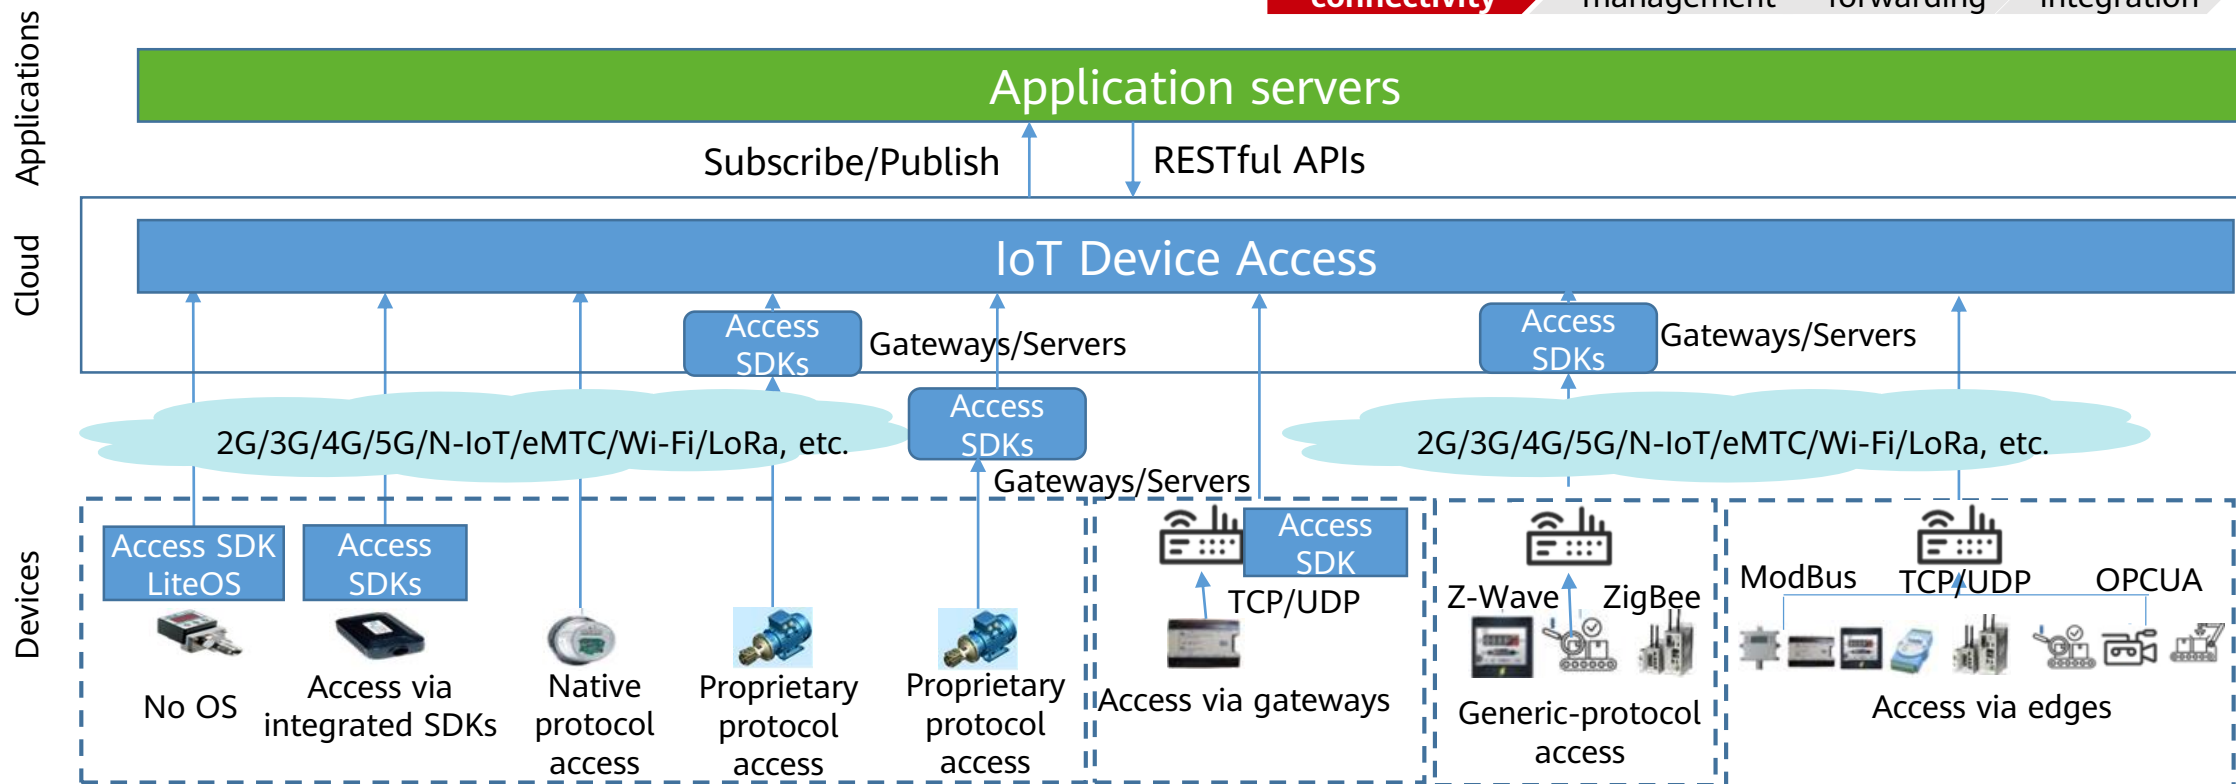 connectivity
management
forwarding
integration
Applications
Application servers
Subscribe/Publish
RESTful APIs
Cloud
IoT Device Access
Access
SDKs
Gateways/Servers
Access
SDKs
Gateways/Servers
2G/3G/4G/5G/N-IoT/eMTC/Wi-Fi/LoRa, etc.
Access
SDKs
Gateways/Servers
2G/3G/4G/5G/N-IoT/eMTC/Wi-Fi/LoRa, etc.
Devices
Access SDK
LiteOS
Access
SDKs
Access
SDK
TCP/UDP
Z-Wave
ZigBee
ModBus
TCP/UDP
OPCUA
No OS
Access via
integrated SDKs
Native
protocol
access
Proprietary
protocol
access
Proprietary
protocol
access
Access via gateways
Generic-protocol
access
Access via edges